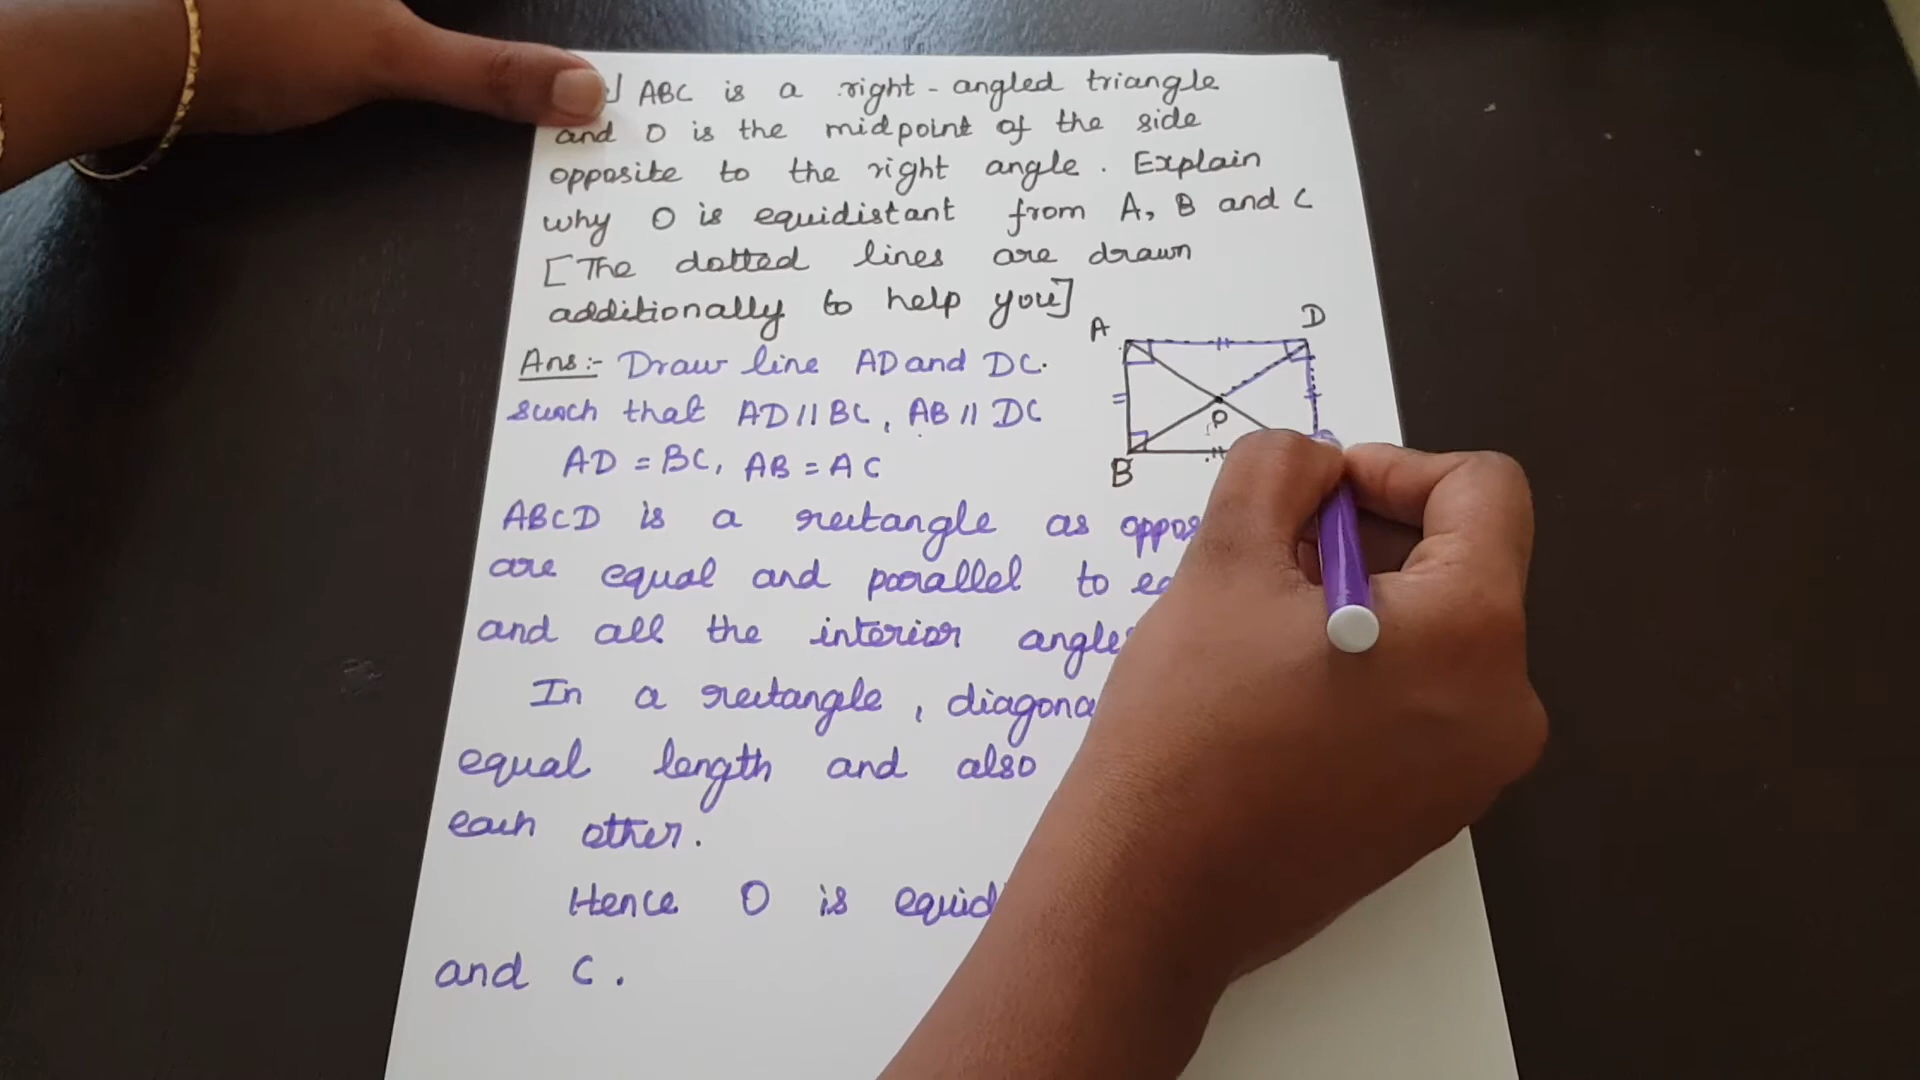 ABC is a right-angled triangle
and O is the midpoint of the side
opposite to the right angle. Explain
why O is equidistant from A, B and C
[The dotted lines are drawn
additionally to help you]
A D
Ans:- Draw line AD and DC.
such that AD || BC, AB || DC
O
AD = BC, AB = AC
B
ABCD is a rectangle as
are equal and parallel to
and all the interior
In a rectangle,
equal length and also
each other.
Hence O is
and C.